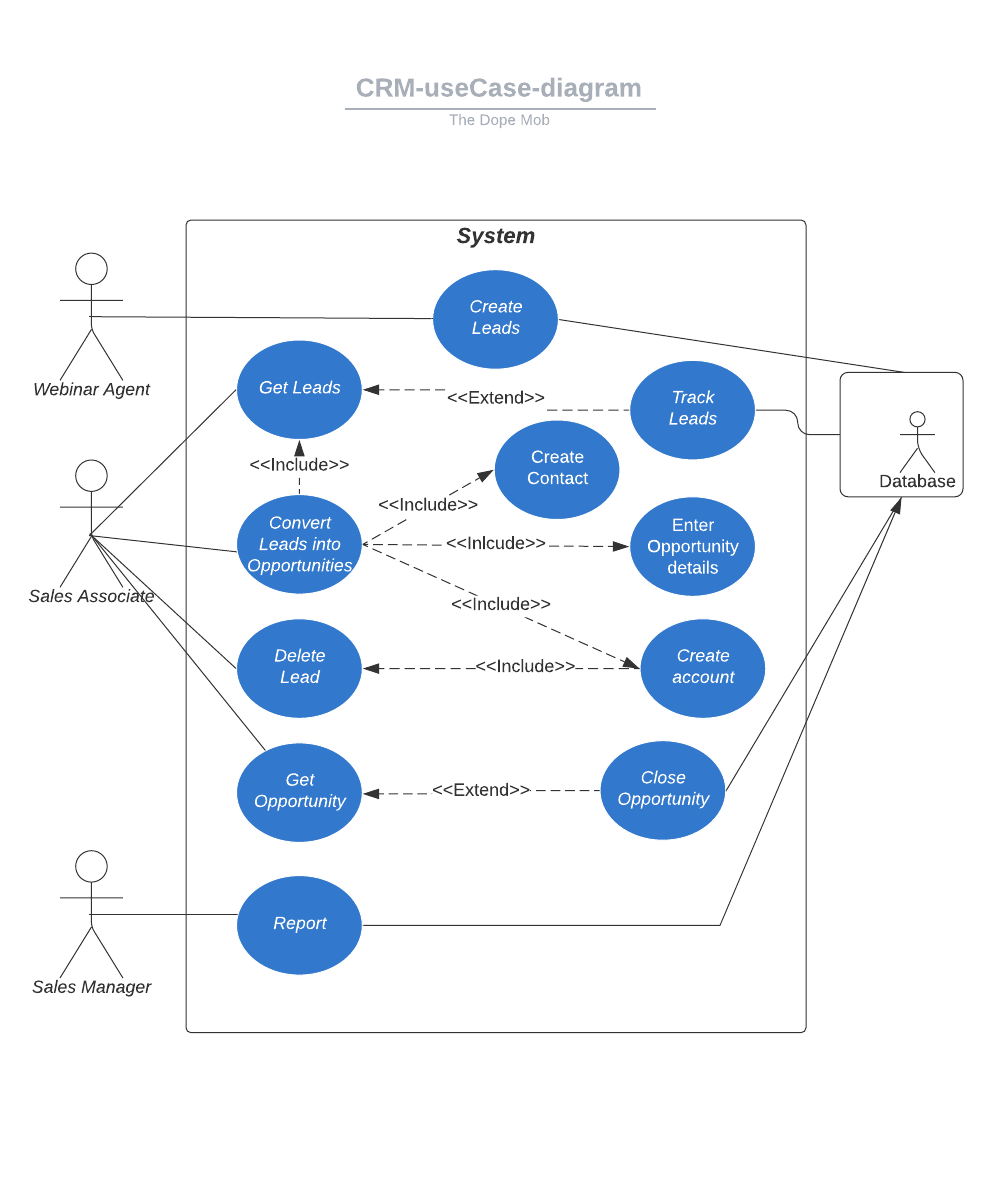 CRM-useCase-diagram
The Dope Mob
System
Create
Leads
Webinar Agent
Get Leads
<<Extend>>
Track
Leads
Create
Contact
<<Include>>
<<Include>>
Database
Sales Associate
Convert
Leads into
Opportunities
<<Inlcude>>
Enter
Opportunity
details
<<Include>>
Delete
Lead
<<Include>>
Create
account
Get
Opportunity
<<Extend>>
Close
Opportunity
Report
Sales Manager